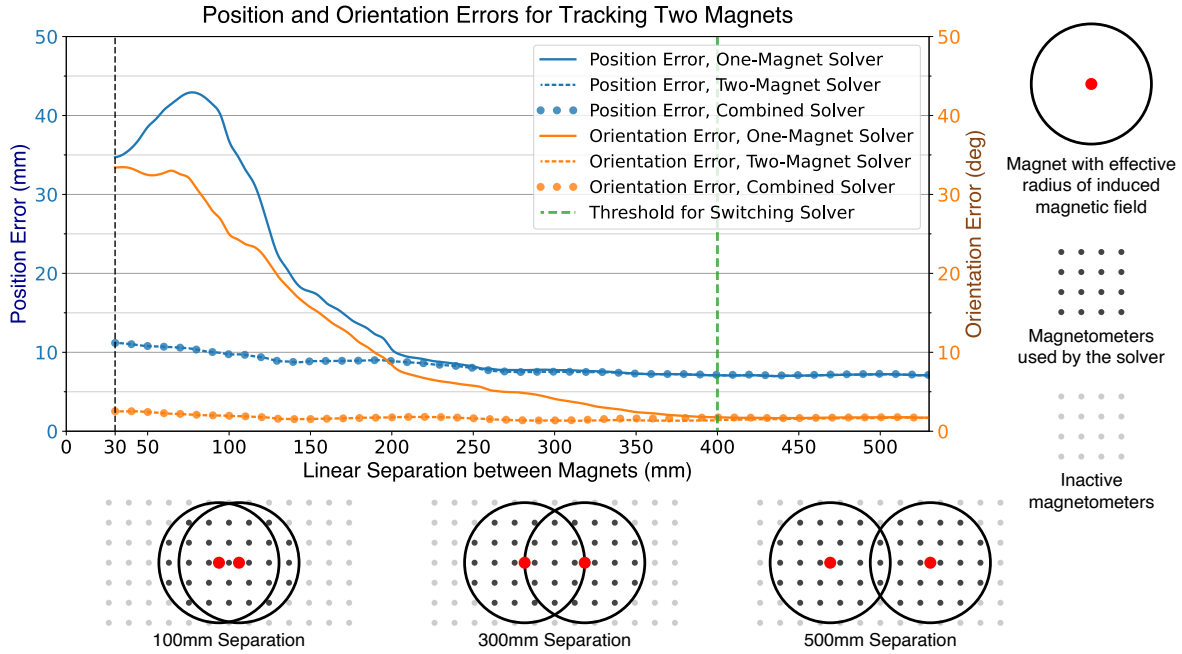 Position and Orientation Errors for Tracking Two Magnets
50
40
30
20
10
0
Position Error (mm)
Position Error, One-Magnet Solver
Position Error, Two-Magnet Solver
Position Error, Combined Solver
Orientation Error, One-Magnet Solver
Orientation Error, Two-Magnet Solver
Orientation Error, Combined Solver
Threshold for Switching Solver
50
40
30
20
10
0
Orientation Error (deg)
0 30 50 100 150 200 250 300 350 400 450 500
Linear Separation between Magnets (mm)
Magnet with effective
radius of induced
magnetic field
Magnetometers
used by the solver
Inactive
magnetometers
100mm Separation
300mm Separation
500mm Separation